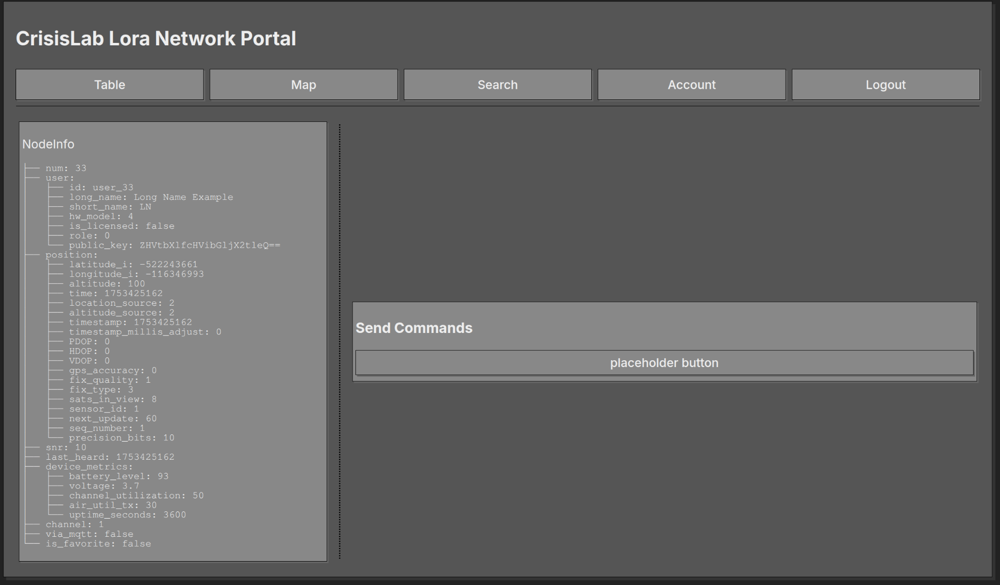 CrisisLab Lora Network Portal
Table
Map
Search
Account
Logout
NodeInfo
├── num: 33
├── user:
│   ├── id: user_33
│   ├── long_name: Long Name Example
│   ├── short_name: LN
│   ├── hw_model: 4
│   ├── is_licensed: false
│   ├── role: 0
│   └── public_key: ZHVtbXlfcHVibGljX2tleQ==
├── position:
│   ├── latitude_i: -522243661
│   ├── longitude_i: -116346993
│   ├── altitude: 100
│   ├── time: 1753425162
│   ├── location_source: 2
│   ├── altitude_source: 2
│   ├── timestamp: 1753425162
│   ├── timestamp_millis_adjust: 0
│   ├── PDOP: 0
│   ├── HDOP: 0
│   ├── VDOP: 0
│   ├── gps_accuracy: 0
│   ├── fix_quality: 1
│   ├── fix_type: 3
│   ├── sats_in_view: 8
│   ├── sensor_id: 1
│   ├── next_update: 60
│   ├── seq_number: 1
│   └── precision_bits: 10
├── snr: 10
├── last_heard: 1753425162
├── device_metrics:
│   ├── battery_level: 93
│   ├── voltage: 3.7
│   ├── channel_utilization: 50
│   ├── air_util_tx: 30
│   └── uptime_seconds: 3600
├── channel: 1
├── via_mqtt: false
└── is_favorite: false
Send Commands
placeholder button